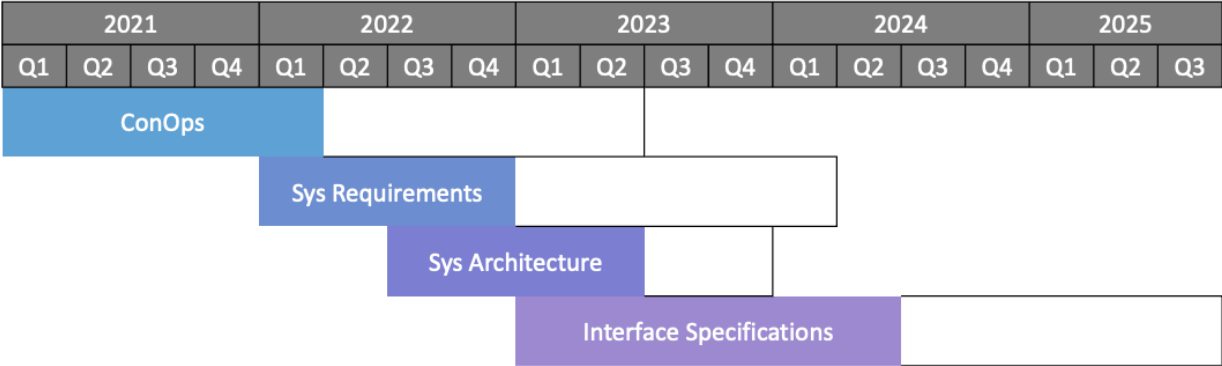 2021 2022 2023 2024 2025
Q1 Q2 Q3 Q4 Q1 Q2 Q3 Q4 Q1 Q2 Q3 Q4 Q1 Q2 Q3 Q4 Q1 Q2 Q3
ConOps
Sys Requirements
Sys Architecture
Interface Specifications